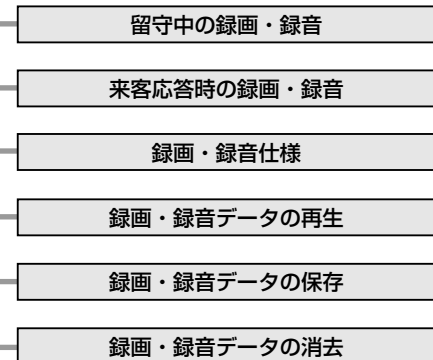 留守中の録画・録音
来客応答時の録画・録音
録画・録音仕様
録画・録音データの再生
録画・録音データの保存
録画・録音データの消去